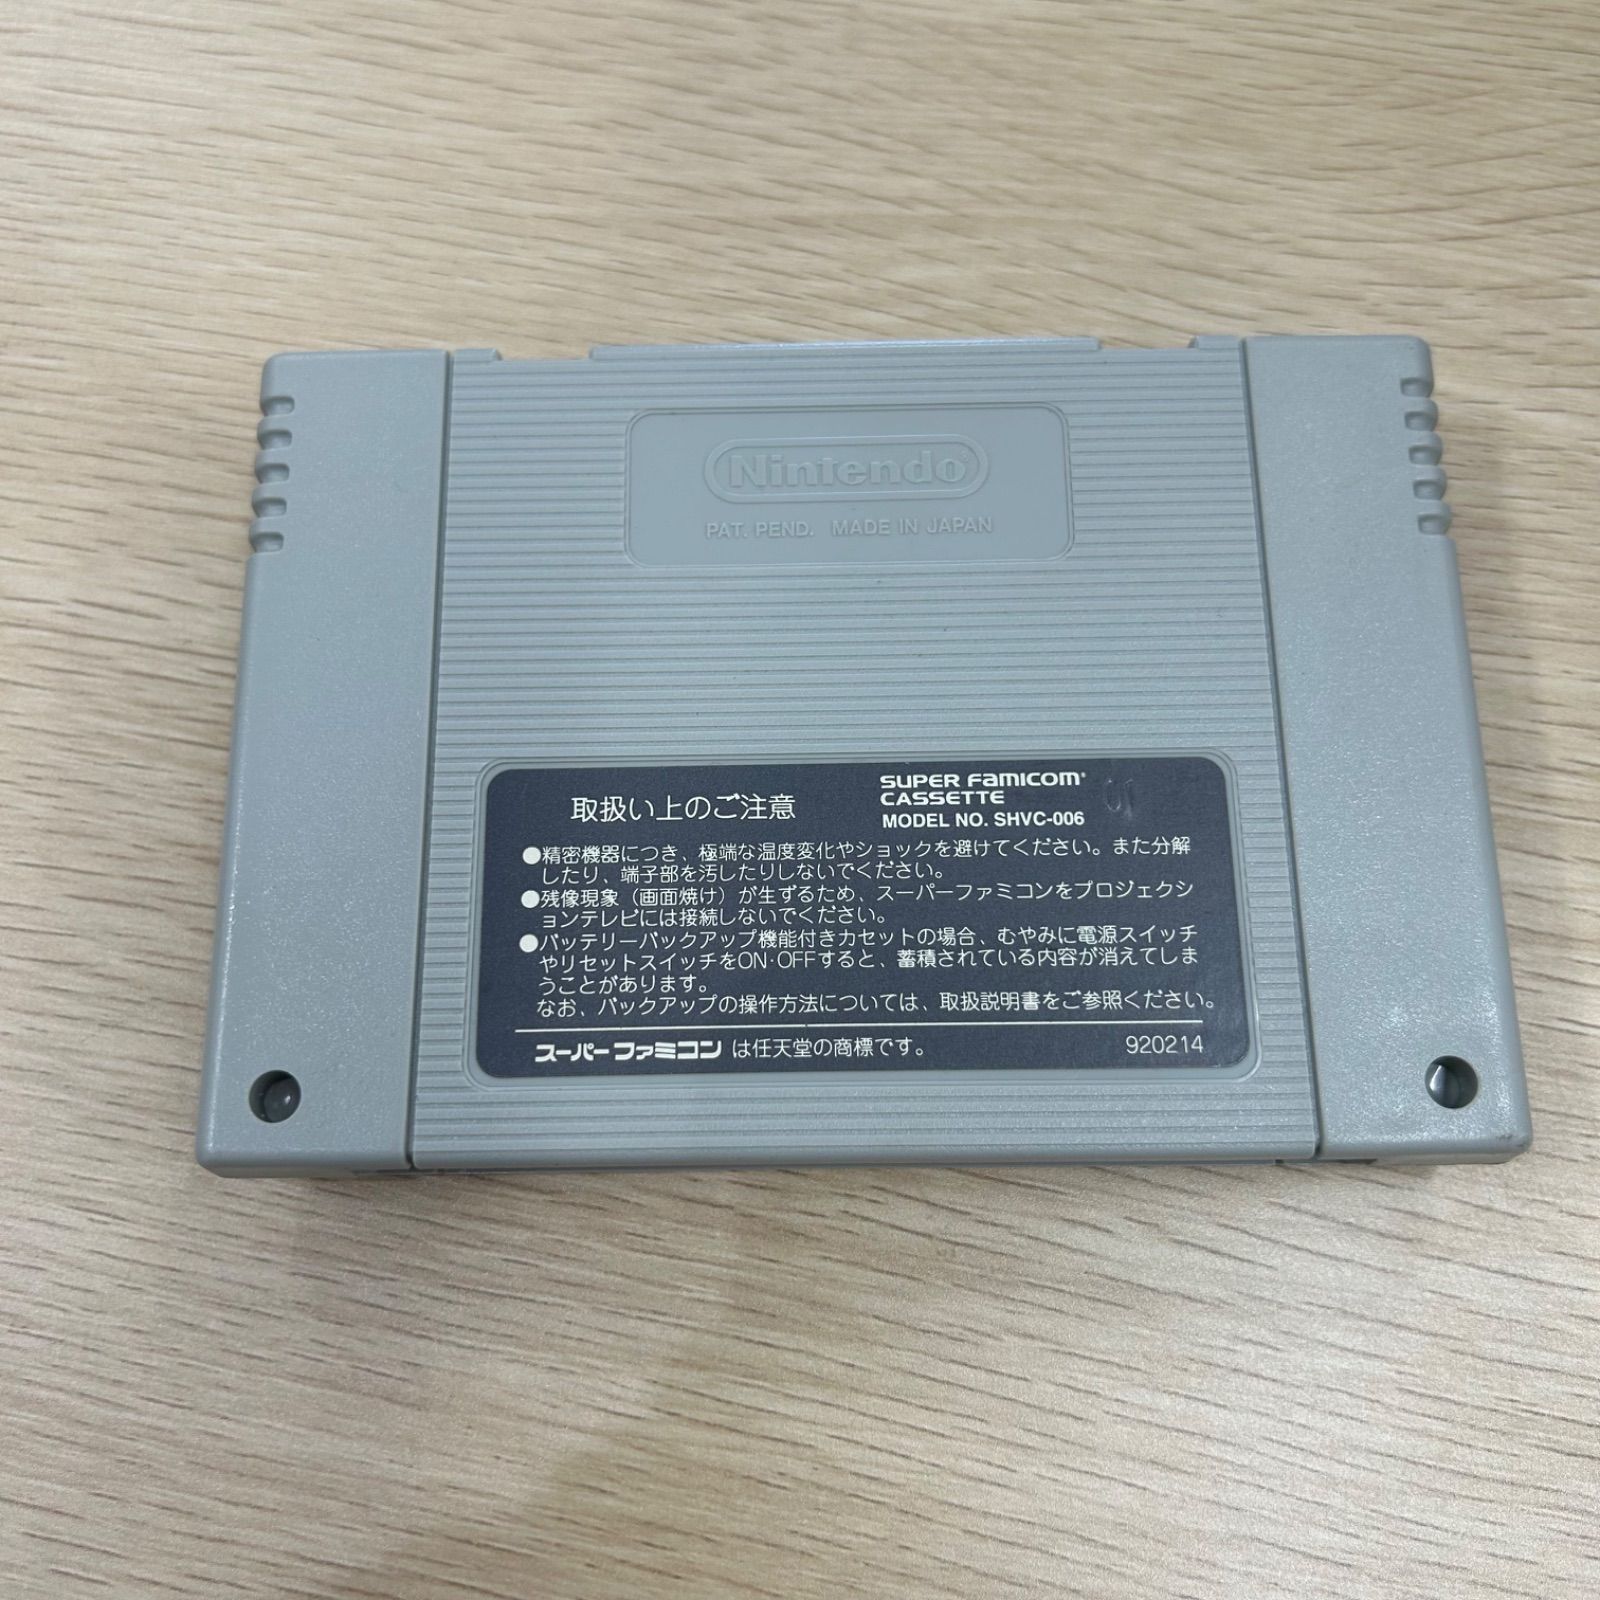 Nintendo
PAT. PEND. MADE IN JAPAN
取扱い上のご注意
SUPER FAMICOM
CASSETTE
MODEL NO. SHVC-006
●精密機器につき、極端な温度変化やショックを避けてください。また分解
したり、端子部を汚したりしないでください。
●残像現象（画面焼け）が生ずるため、スーパーファミコンをプロジェクシ
ョンテレビには接続しないでください。
●バッテリーバックアップ機能付きカセットの場合、むやみに電源スイッチ
やリセットスイッチをON･OFFすると、蓄積されている内容が消えてしま
うことがあります。
なお、バックアップの操作方法については、取扱説明書をご参照ください。
スーパーファミコン は任天堂の商標です。
920214